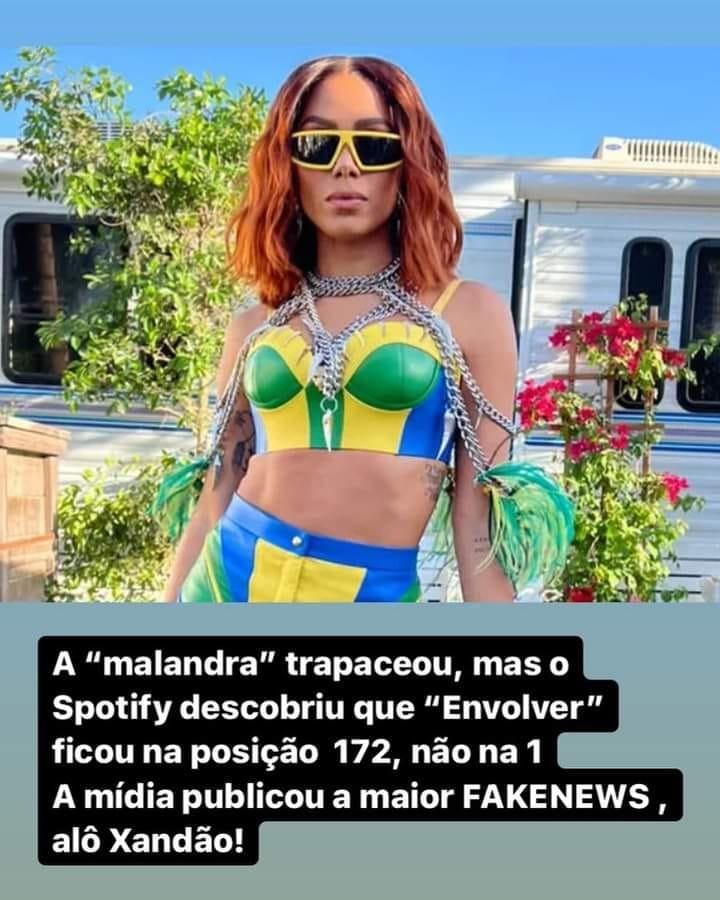 A “malandra” trapaceou, mas o
Spotify descobriu que “Envolver”
ficou na posição 172, não na 1
A mídia publicou a maior FAKENEWS ,
alô Xandão!